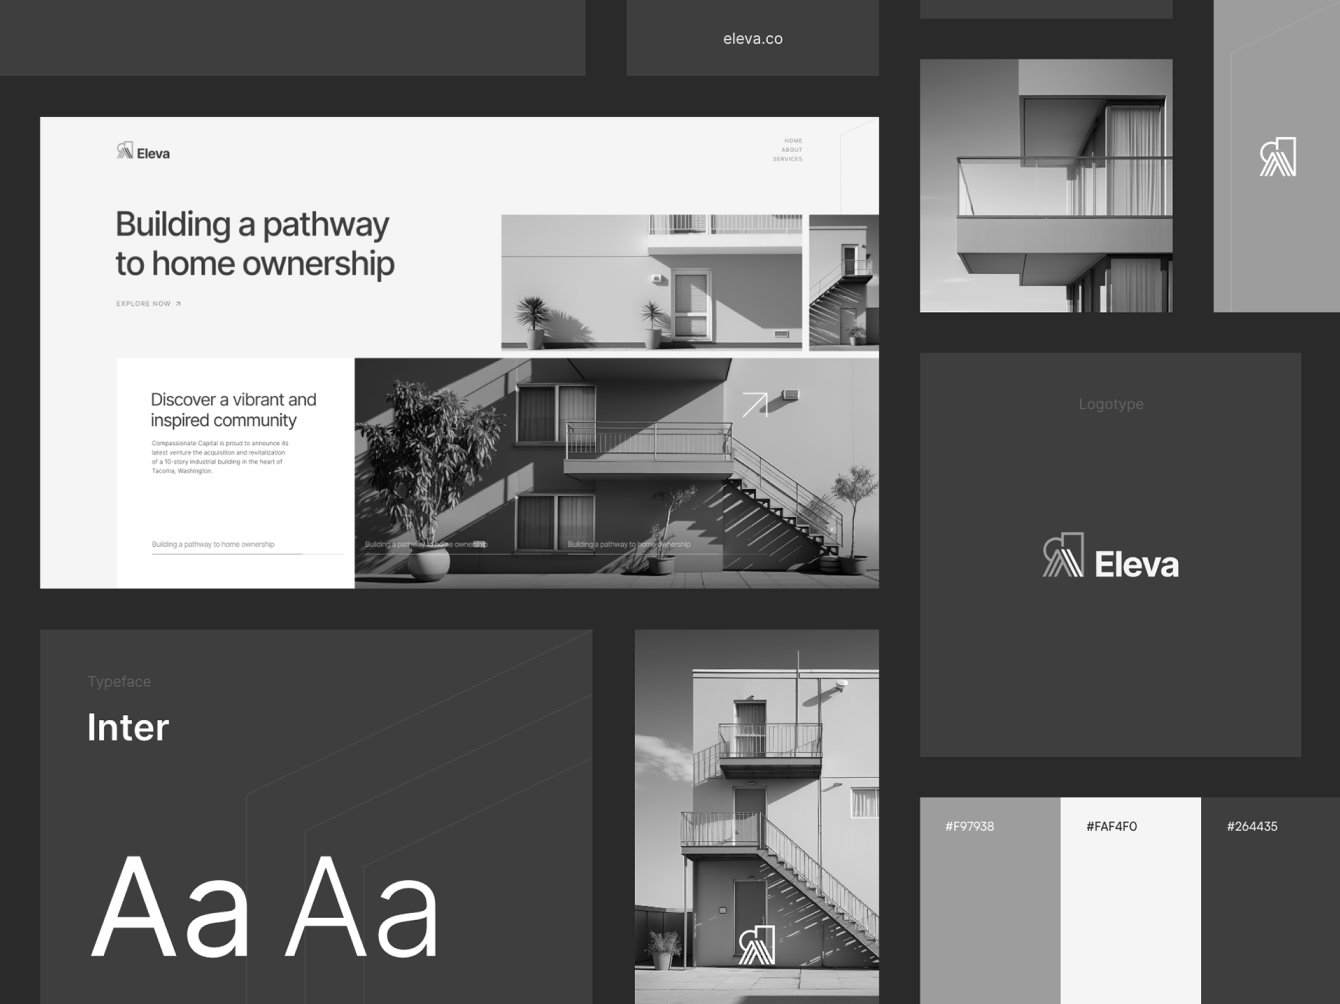 eleva.co
Eleva
HOME
ABOUT
SERVICES
Building a pathway
to home ownership
EXPLORE NOW
Discover a vibrant and
inspired community
Compassionate Capital is proud to announce its
latest venture the acquisition and revitalization
of a 10-story industrial building in the heart of
Tacoma, Washington.
Building a pathway to home ownership
Building a pathway to home ownership
Building a pathway to home ownership
Logotype
Eleva
Typeface
Inter
Aa Aa
#F97938
#FAF4F0
#264435